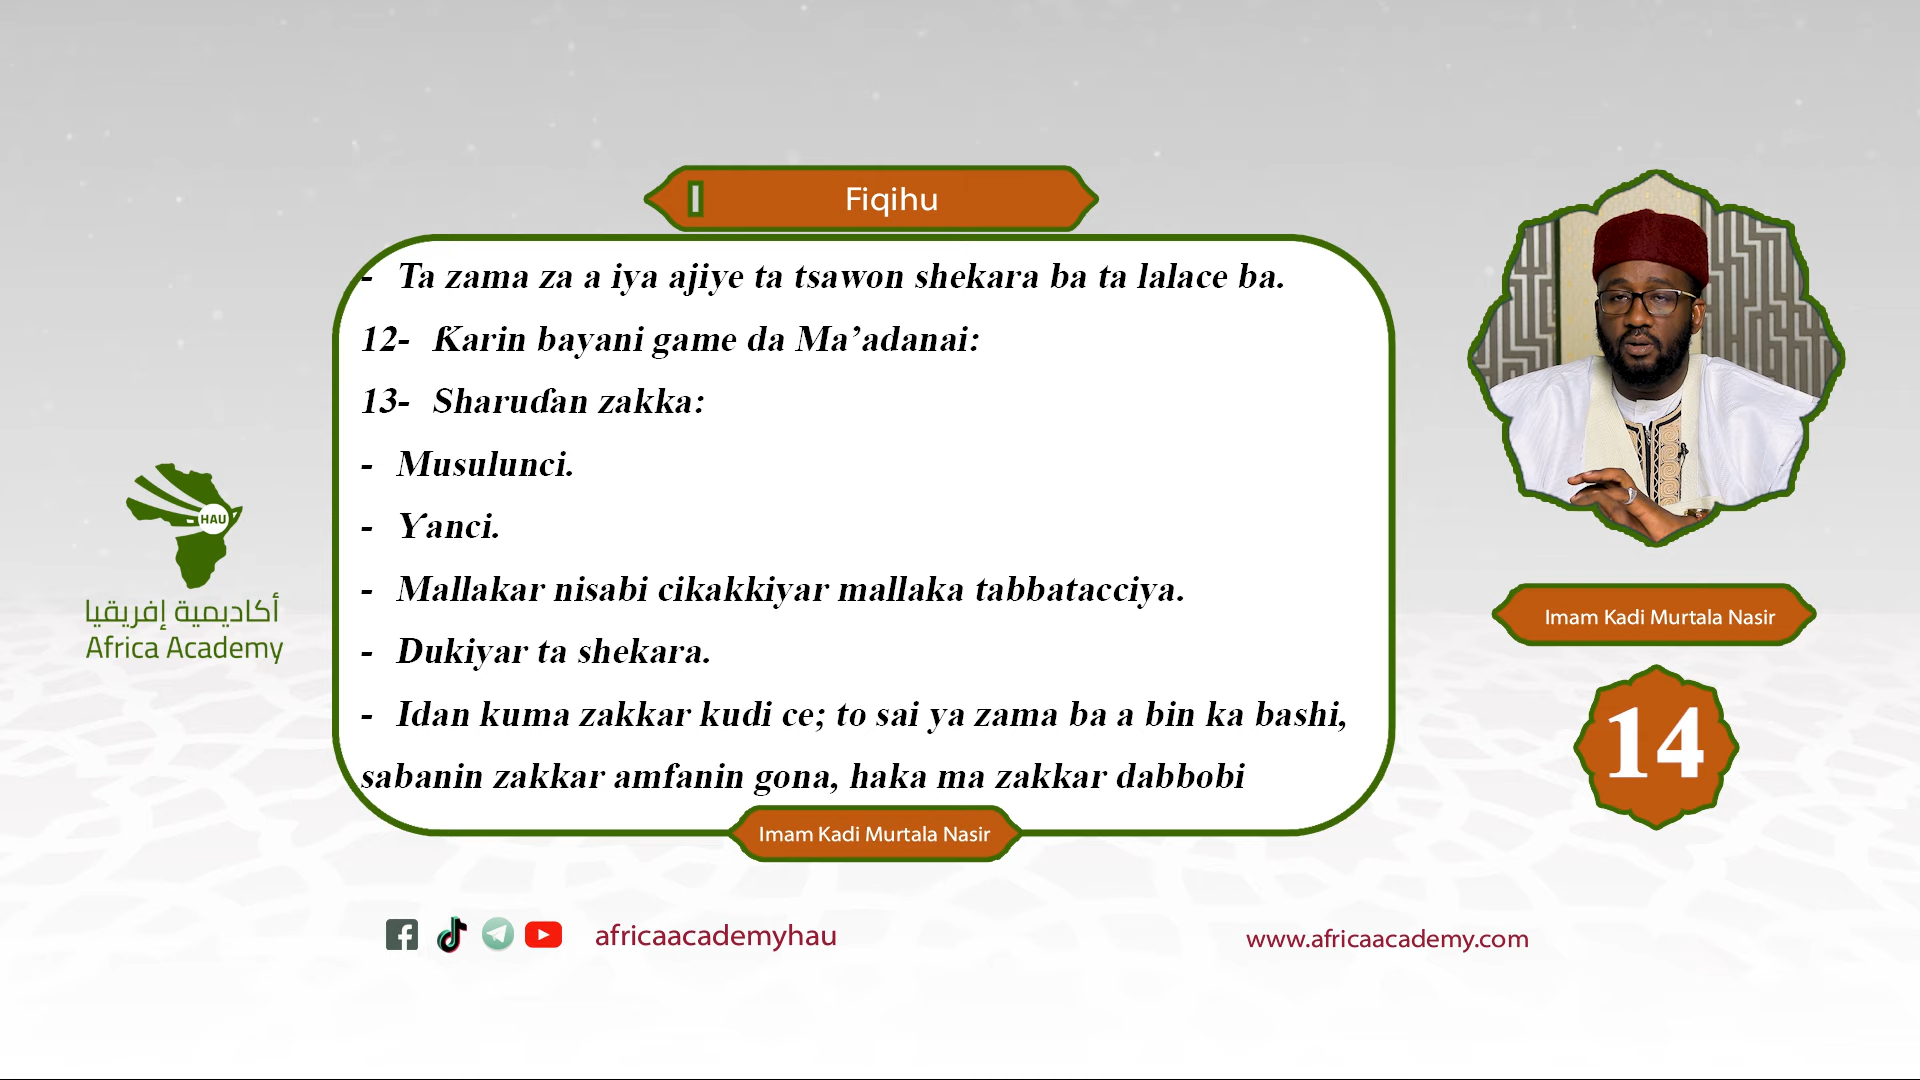 Fiqihu
- Ta zama za a iya ajiye ta tsawon shekara ba ta lalace ba.
12- Ƙarin bayani game da Ma’adanai:
13- Sharuɗan zakka:
- Musulunci.
- Ƴanci.
- Mallakar nisabi cikakkiyar mallaka tabbatacciya.
- Dukiyar ta shekara.
- Idan kuma zakkar kudi ce; to sai ya zama ba a bin ka bashi,
sabanin zakkar amfanin gona, haka ma zakkar dabbobi
Imam Kadi Murtala Nasir
HAU
أكاديمية إفريقيا
Africa Academy
Imam Kadi Murtala Nasir
14
africaacademyhau
www.africaacademy.com